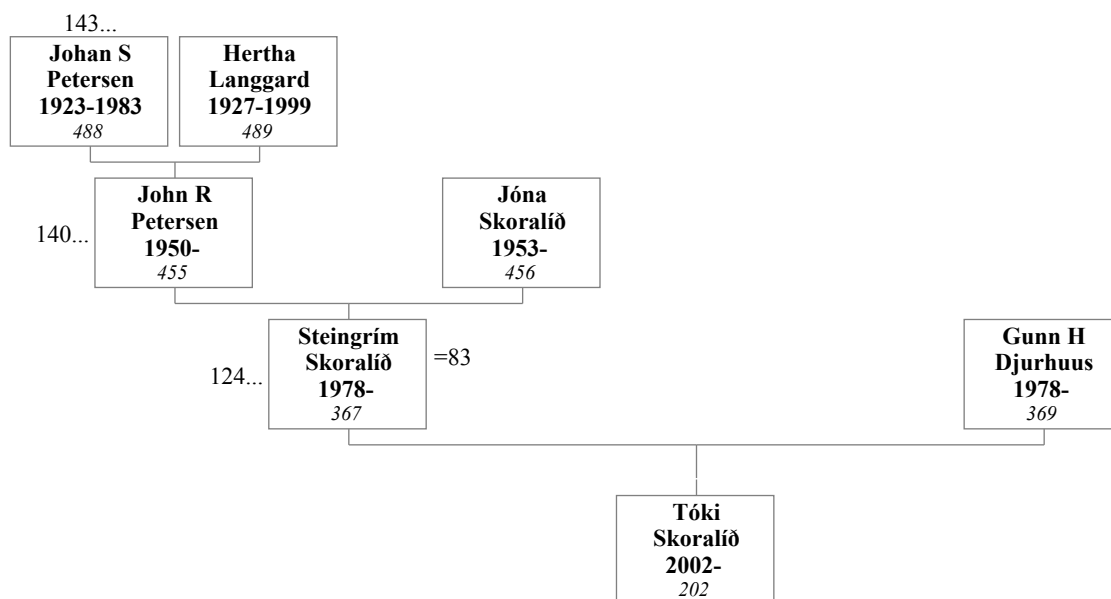 143...
Johan S
Petersen
1923-1983
488
Hertha
Langgard
1927-1999
489
140...
John R
Petersen
1950-
455
Jóna
Skoralíð
1953-
456
124...
Steingrím
Skoralíð
1978-
367
=83
Gunn H
Djurhuus
1978-
369
Tóki
Skoralíð
2002-
202